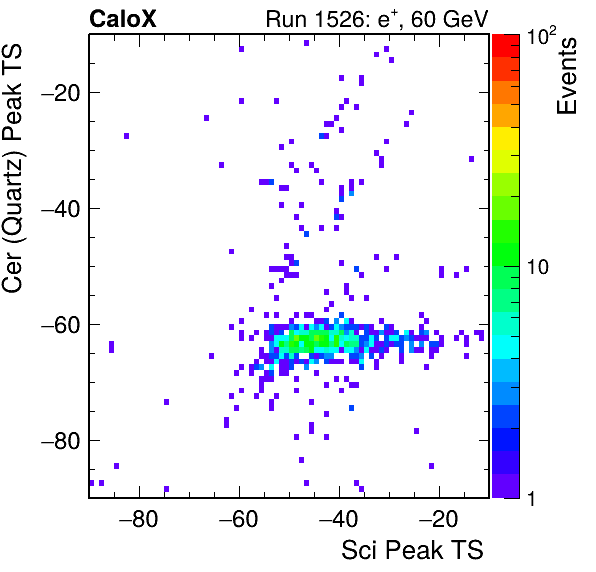 CaloX
Run 1526: e⁺, 60 GeV
Cer (Quartz) Peak TS
−20
−40
−60
−80
−80
−60
−40
−20
Sci Peak TS
10²
10
1
Events